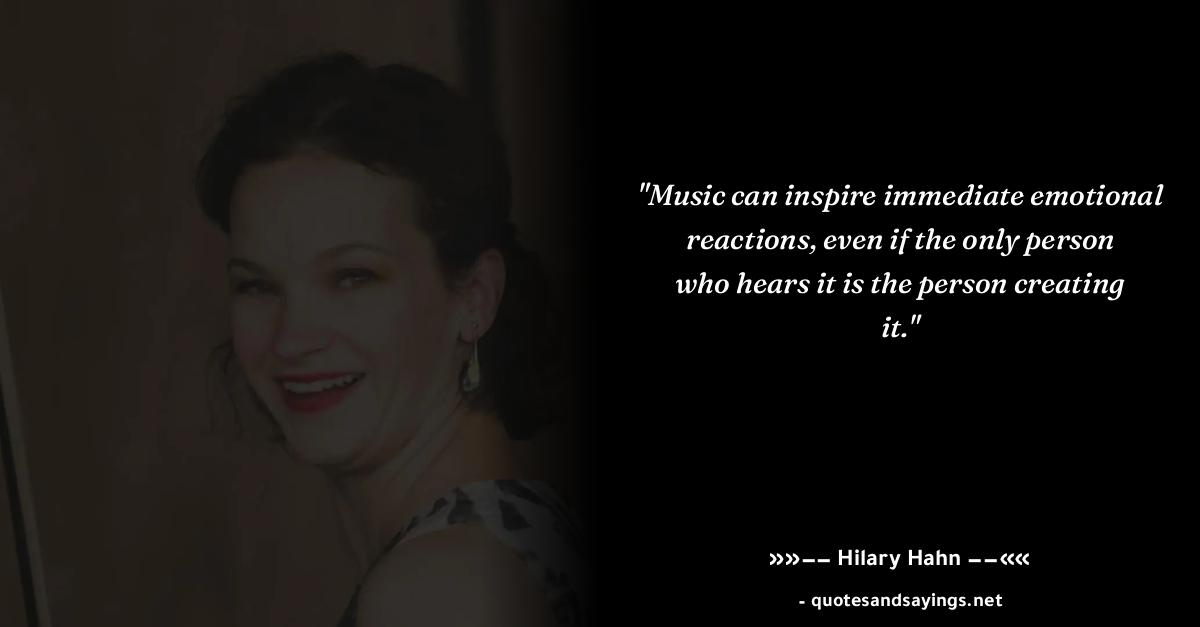 "Music can inspire immediate emotional
reactions, even if the only person
who hears it is the person creating
it."
»»−− Hilary Hahn −−««
- quotesandsayings.net